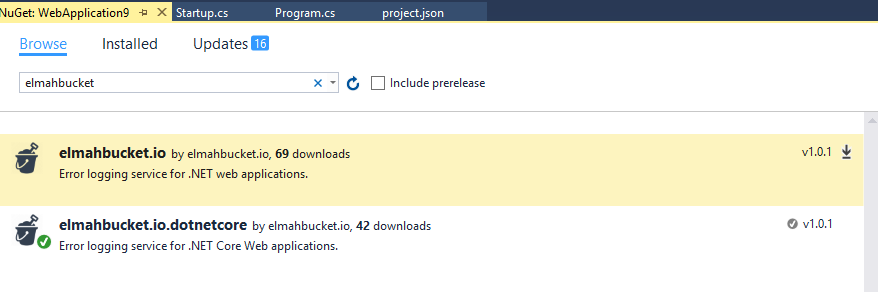 NuGet: WebApplication9 Startup.cs Program.cs project.json
Browse Installed Updates 16
elmahbucket Include prerelease
elmahbucket.io by elmahbucket.io, 69 downloads v1.0.1
Error logging service for .NET web applications.
elmahbucket.io.dotnetcore by elmahbucket.io, 42 downloads v1.0.1
Error logging service for .NET Core Web applications.